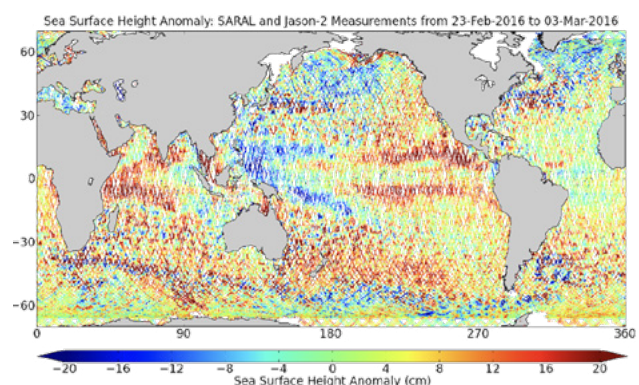 Sea Surface Height Anomaly: SARAL and Jason-2 Measurements from 23-Feb-2016 to 03-Mar-2016
60
30
0
−30
−60
0 90 180 270 360
−20 −16 −12 −8 −4 0 4 8 12 16 20
Sea Surface Height Anomaly (cm)